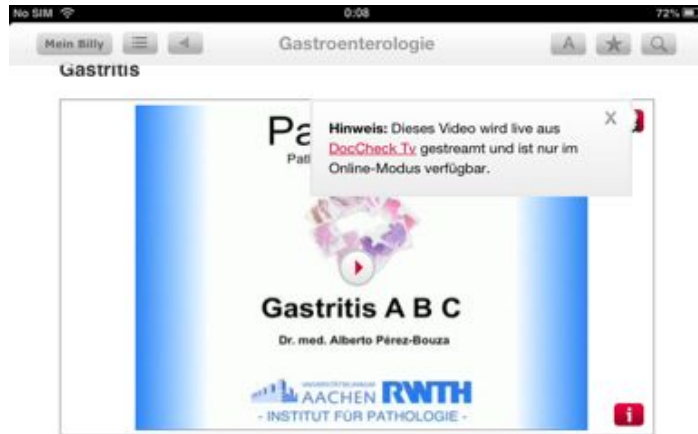 No SIM 0:08 72%
Mein Billy Gastroenterologie A
Gastritis
Pa
Hinweis: Dieses Video wird live aus
DocCheck Tv gestreamt und ist nur im
Online-Modus verfügbar.
X
Gastritis A B C
Dr. med. Alberto Pérez-Bouza
AACHEN RWTH
- INSTITUT FÜR PATHOLOGIE -
i